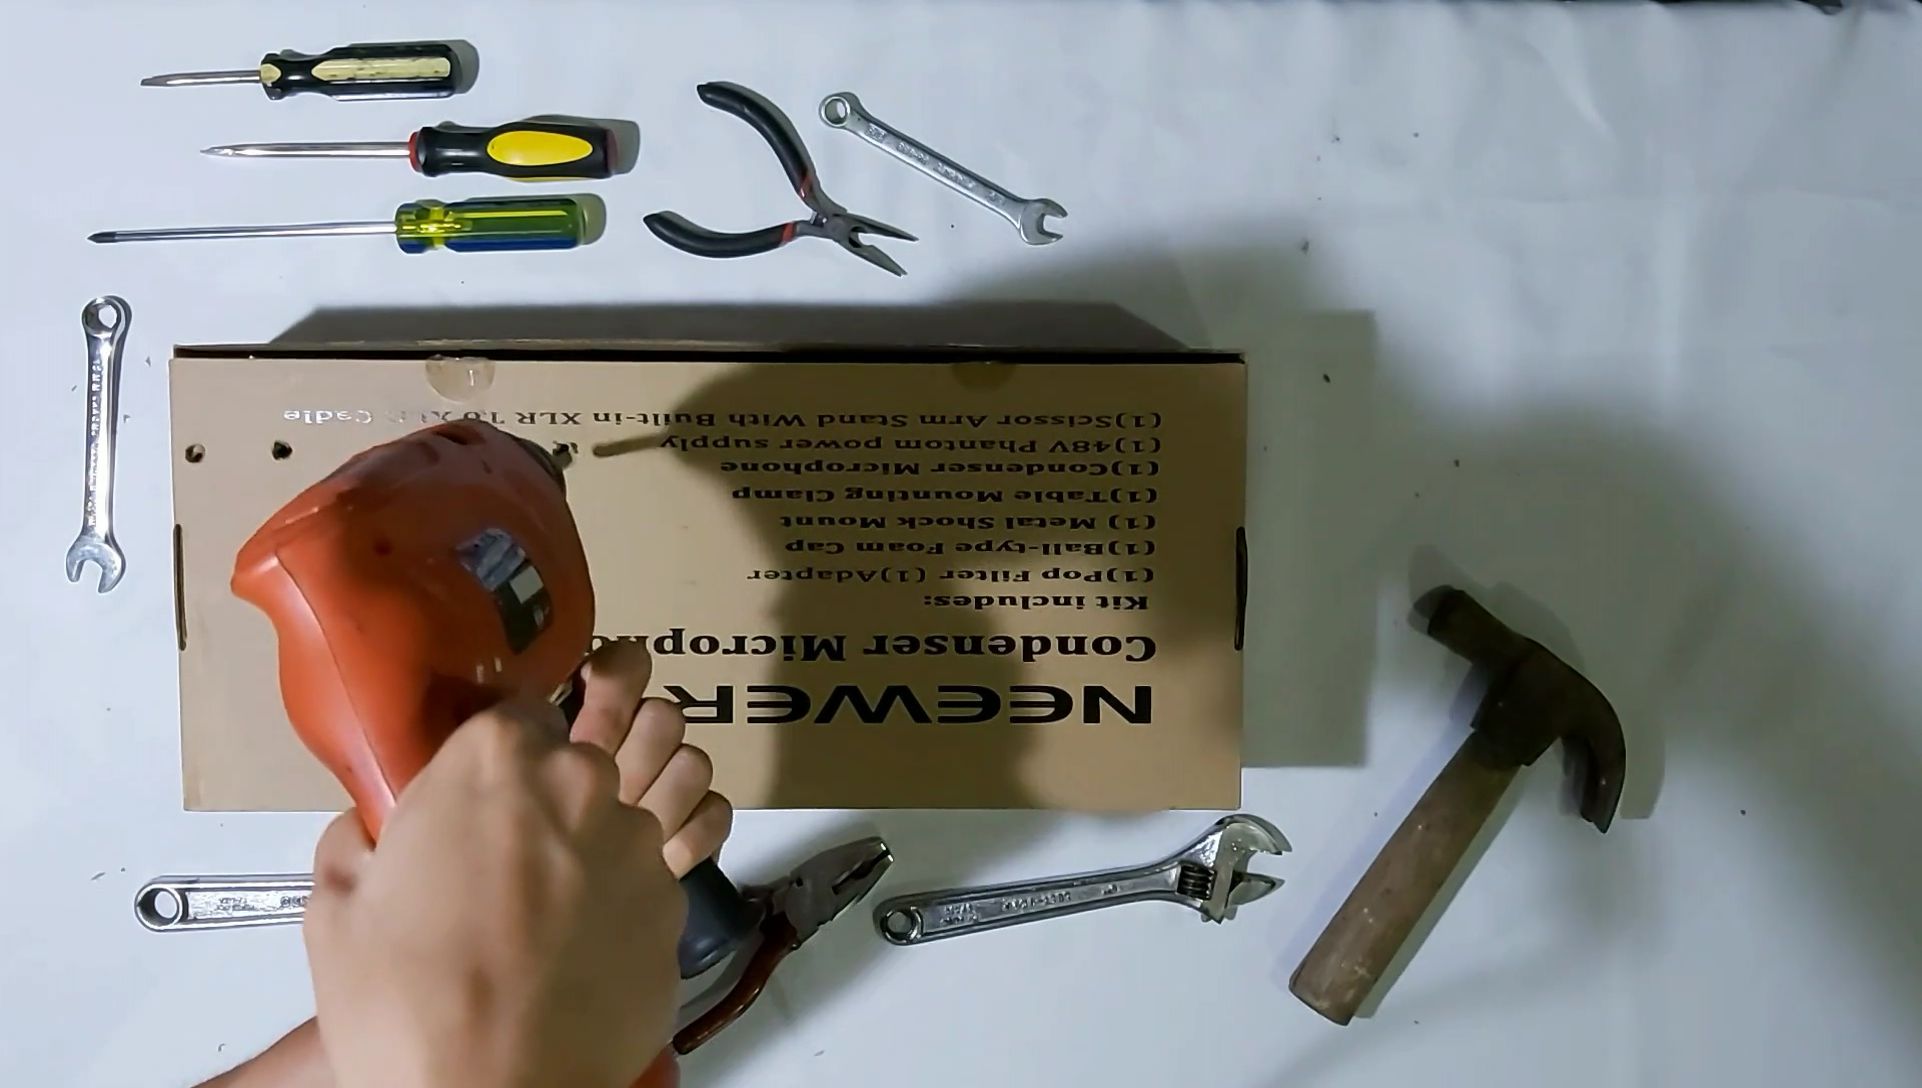 NEEWER
Condenser Microph
Kit includes:
(1)Pop Filter (1)Adapter
(1)Ball-type Foam Cap
(1) Metal Shock Mount
(1)Table Mounting Clamp
(1)Condenser Microphone
(1)48V Phantom power supply
(1)Scissor Arm Stand With Built-in XLR To XLR Cable